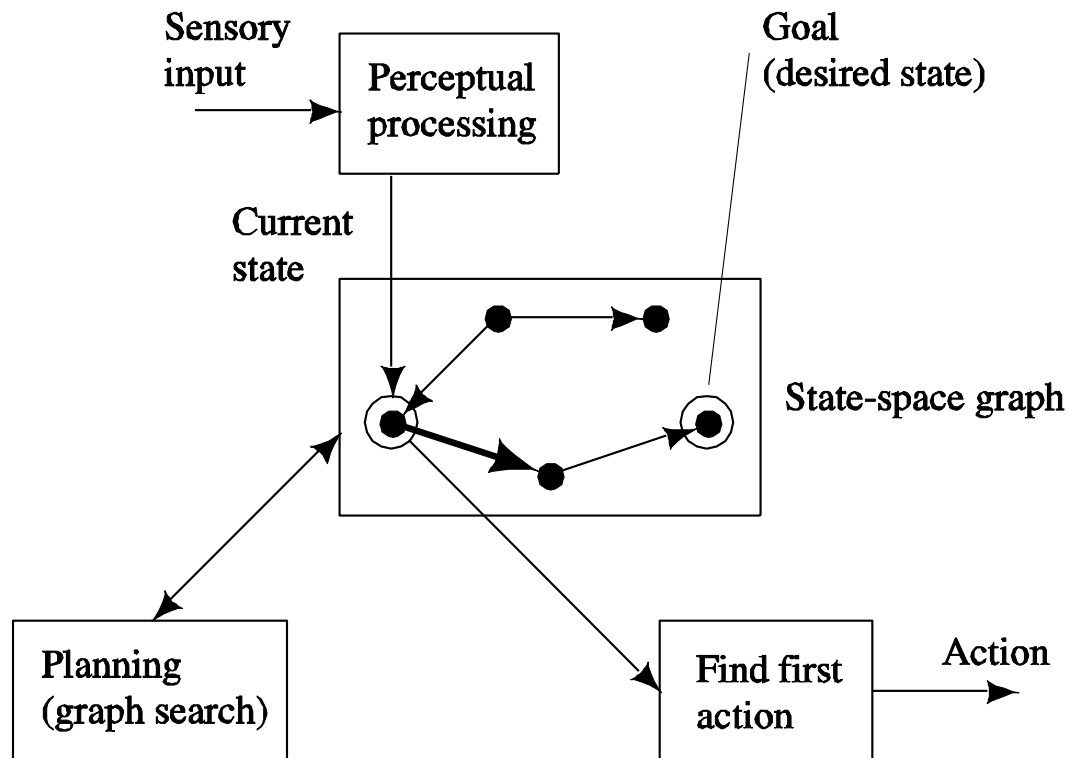 Sensory
input
Perceptual
processing
Goal
(desired state)
Current
state
State-space graph
Planning
(graph search)
Find first
action
Action